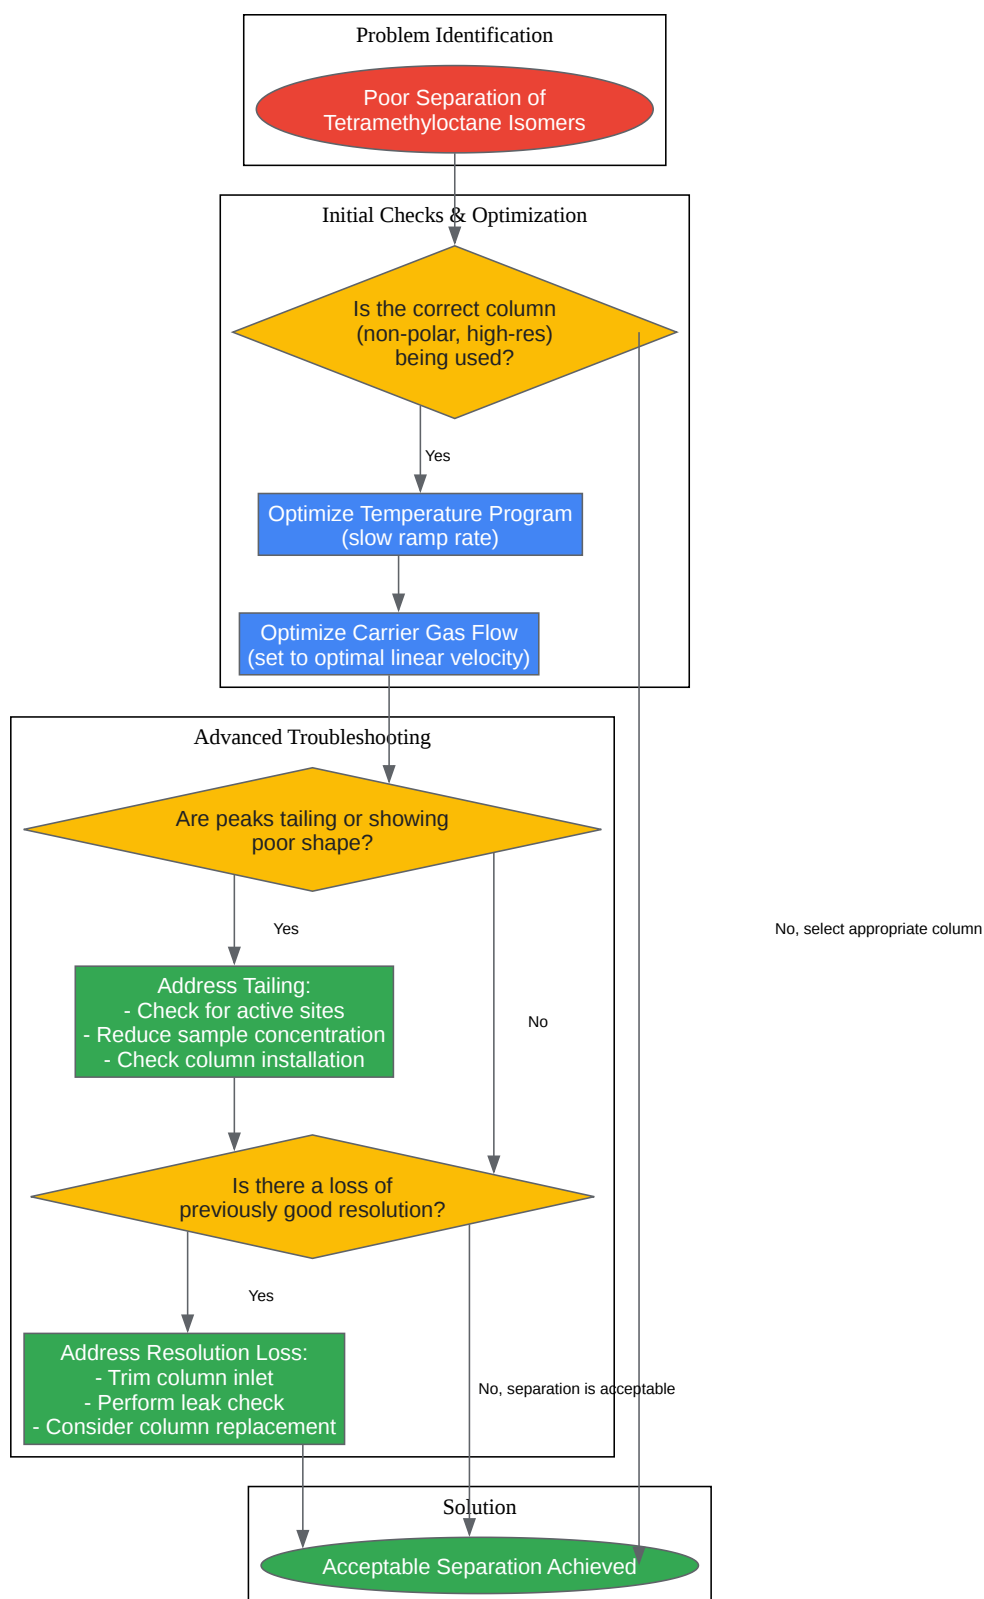 Problem Identification
Poor Separation of
Tetramethyloctane Isomers
Initial Checks & Optimization
Is the correct column
(non-polar, high-res)
being used?
Yes
Optimize Temperature Program
(slow ramp rate)
Optimize Carrier Gas Flow
(set to optimal linear velocity)
Advanced Troubleshooting
Are peaks tailing or showing
poor shape?
Yes
No, select appropriate column
Address Tailing:
- Check for active sites
- Reduce sample concentration
- Check column installation
No
Is there a loss of
previously good resolution?
Yes
Address Resolution Loss:
- Trim column inlet
- Perform leak check
- Consider column replacement
No, separation is acceptable
Solution
Acceptable Separation Achieved